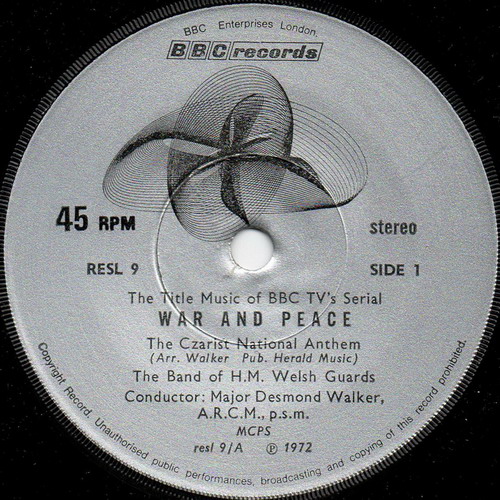 BBC Enterprises London.
BBC records
45 RPM
stereo
RESL 9
SIDE 1
The Title Music of BBC TV's Serial
WAR AND PEACE
The Czarist National Anthem
(Arr. Walker Pub. Herald Music)
The Band of H.M. Welsh Guards
Conductor: Major Desmond Walker,
A.R.C.M., p.s.m.
MCPS
resl 9/A ℗ 1972
Copyright Record. Unauthorised public performances, broadcasting and copying of this record prohibited.